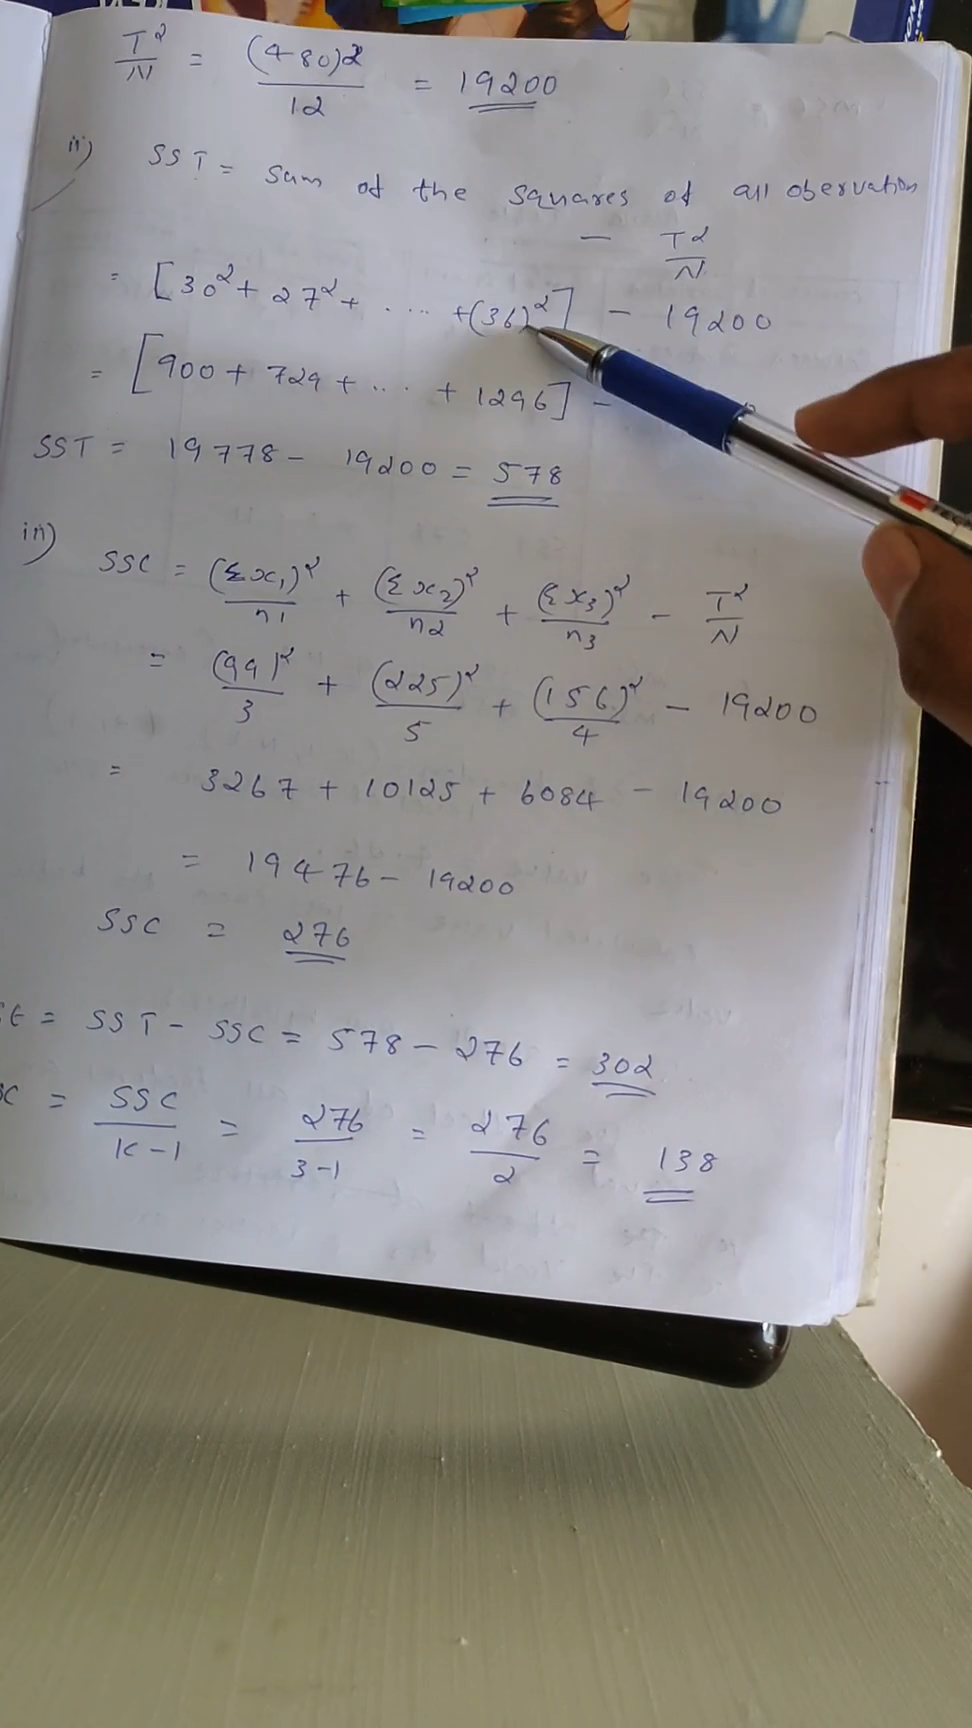 T²/N = (480)²/12 = 19200
ii) SST = sum of the squares of all obervation
— T²/N
= [30² + 27² + .... + (36)²] — 19200
= [900 + 729 + .... + 1296] —
SST = 19778 — 19200 = 578
iii) SSC = (Σx₁)²/n1 + (Σx₂)²/n2 + (Σx₃)²/n3 — T²/N
= (99)²/3 + (225)²/5 + (156)²/4 — 19200
= 3267 + 10125 + 6084 — 19200
= 19476 — 19200
SSC = 276
SE = SST — SSC = 578 — 276 = 302
SC = SSC/K-1 = 276/3-1 = 276/2 = 138